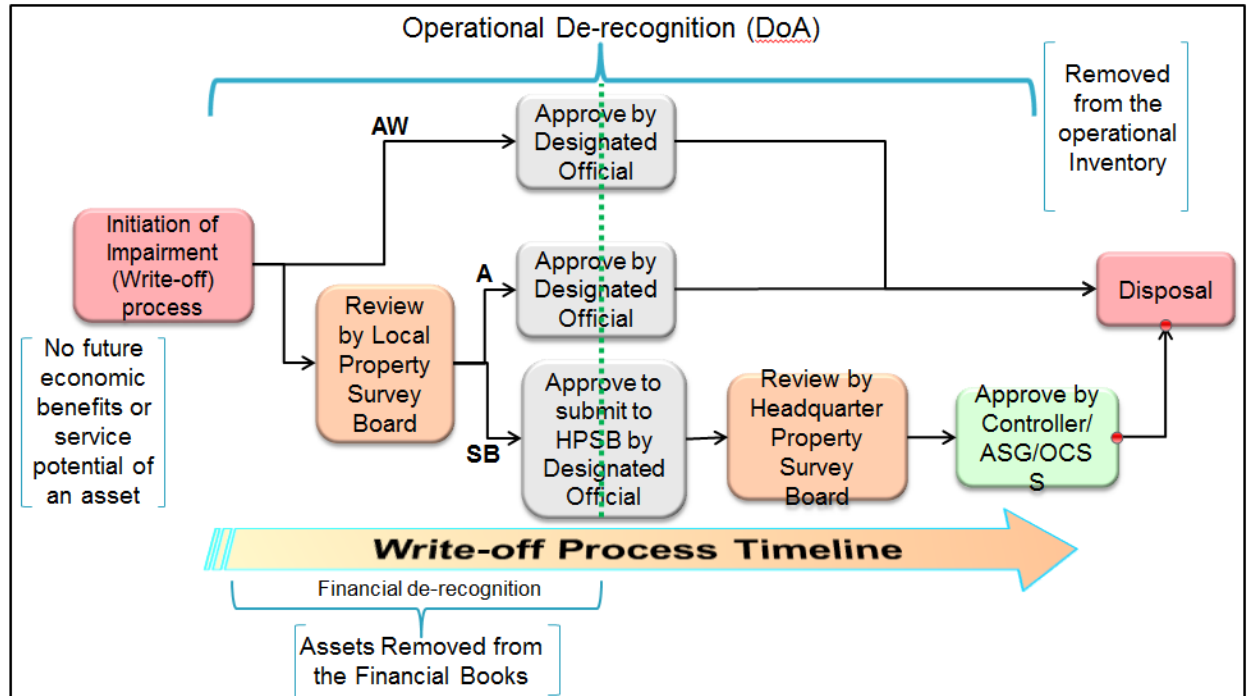 Operational De-recognition (DoA)
Removed
from the
operational
Inventory
AW
Approve by
Designated
Official
Initiation of
Impairment
(Write-off)
process
A
Approve by
Designated
Official
Disposal
Review
by Local
Property
Survey
Board
No future
economic
benefits or
service
potential of
an asset
SB
Approve to
submit to
HPSB by
Designated
Official
Review by
Headquarter
Property
Survey
Board
Approve by
Controller/
ASG/OCS
S
Write-off Process Timeline
Financial de-recognition
Assets Removed from
the Financial Books